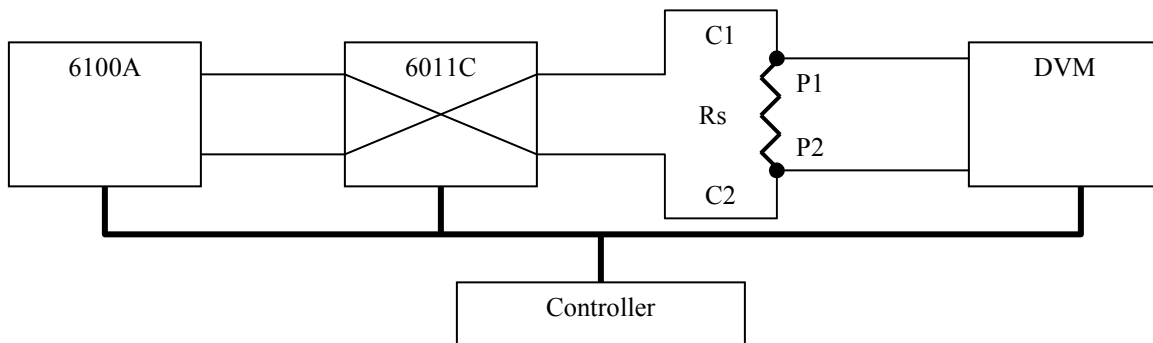 C1
6100A
6011C
DVM
P1
Rs
P2
C2
Controller